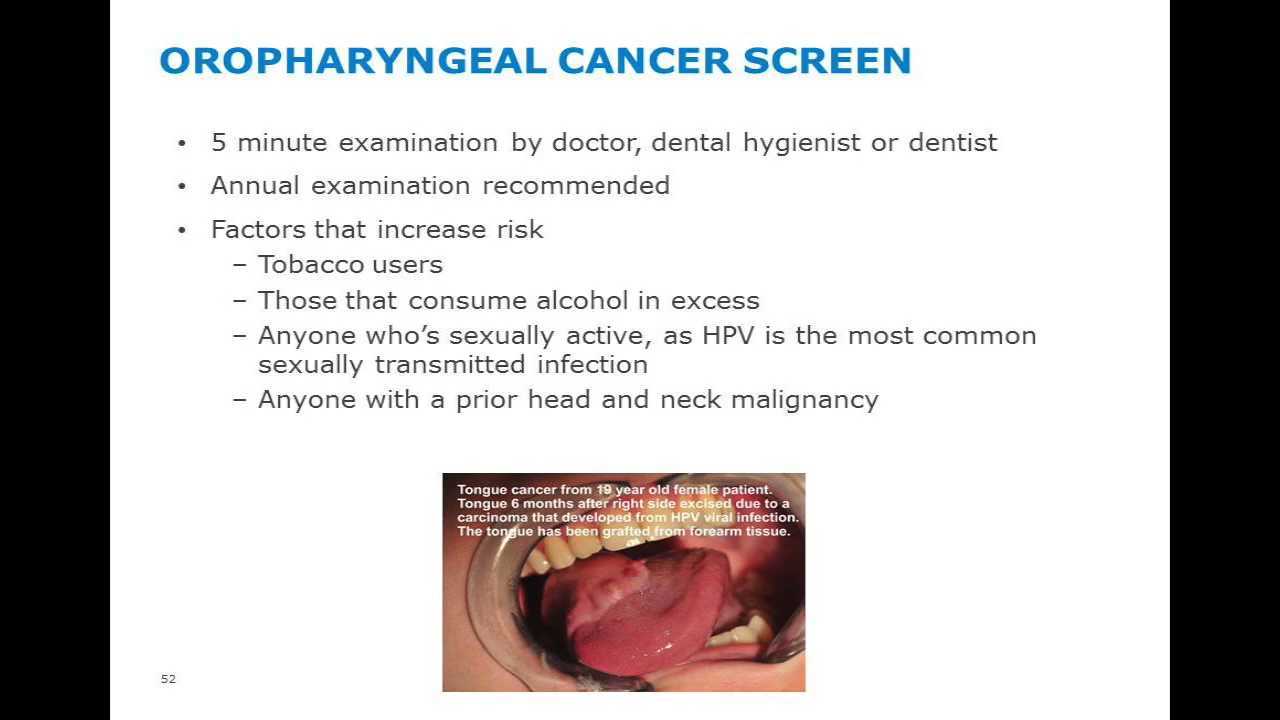 OROPHARYNGEAL CANCER SCREEN
• 5 minute examination by doctor, dental hygienist or dentist
• Annual examination recommended
• Factors that increase risk
– Tobacco users
– Those that consume alcohol in excess
– Anyone who’s sexually active, as HPV is the most common
sexually transmitted infection
– Anyone with a prior head and neck malignancy
Tongue cancer from 19 year old female patient.
Tongue 6 months after right side excised due to a
carcinoma that developed from HPV viral infection.
The tongue has been grafted from forearm tissue.
52